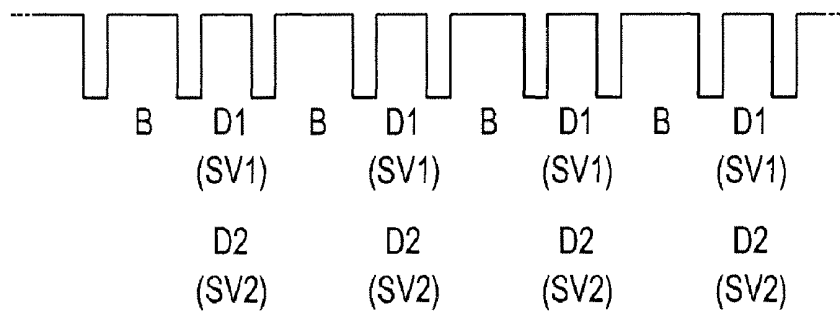 B D1 B D1 B D1 B D1
(SV1) (SV1) (SV1) (SV1)
D2 D2 D2 D2
(SV2) (SV2) (SV2) (SV2)